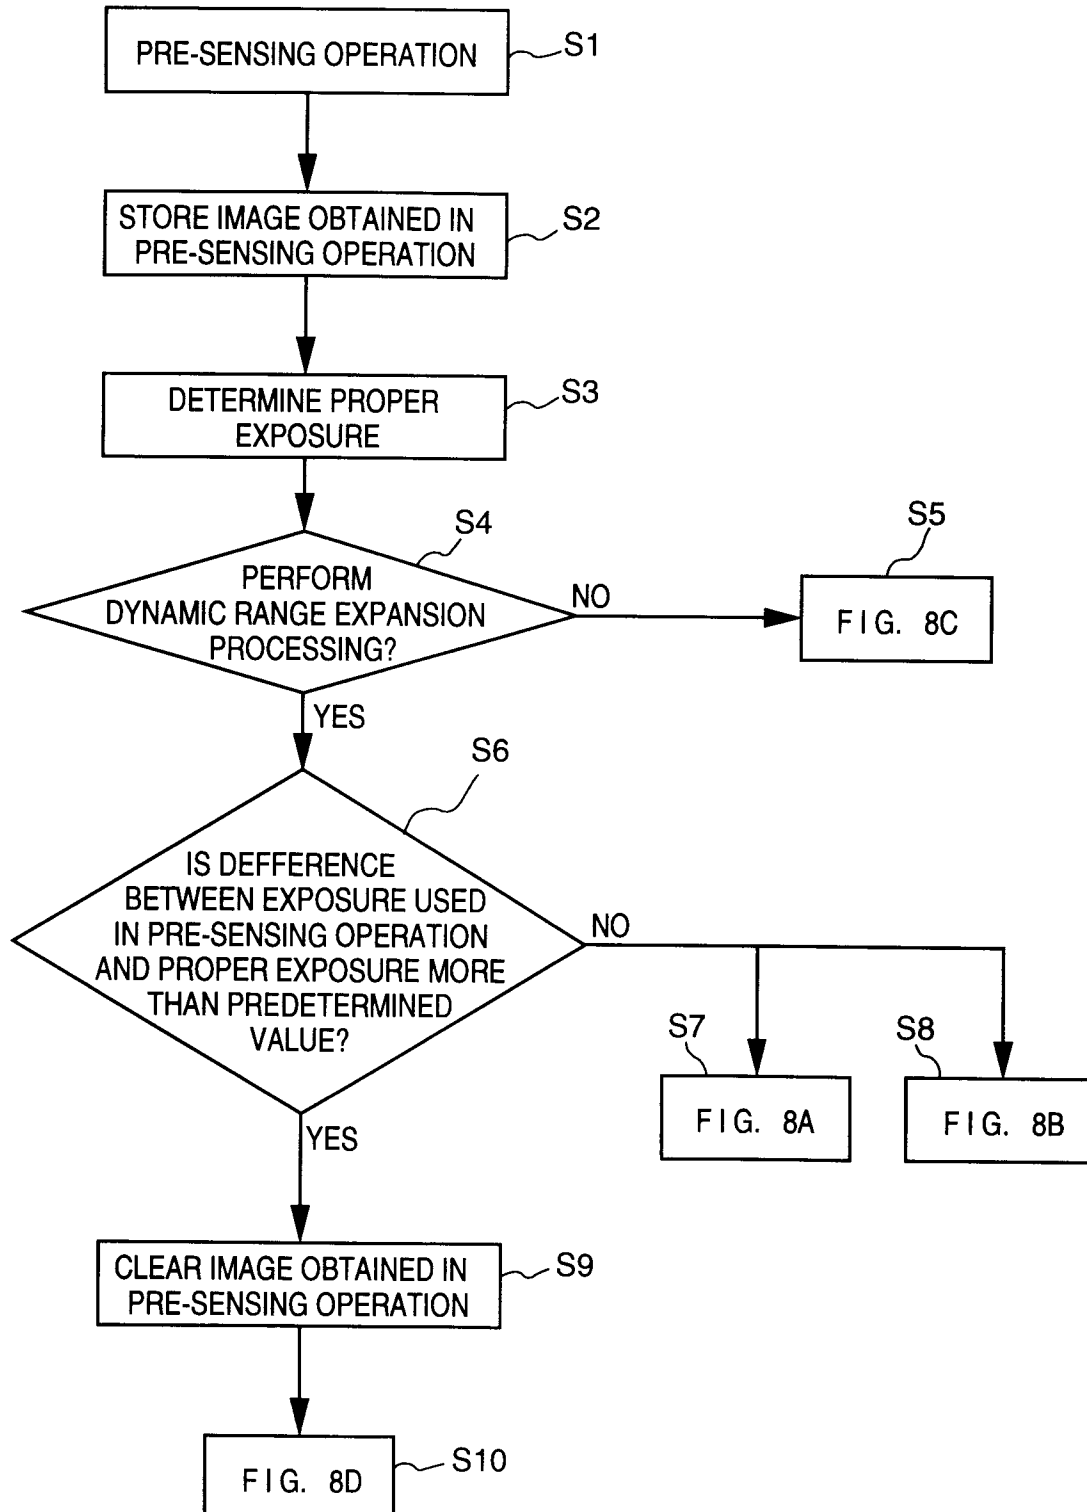 PRE-SENSING OPERATION
S1
STORE IMAGE OBTAINED IN
PRE-SENSING OPERATION
S2
DETERMINE PROPER
EXPOSURE
S3
S4
PERFORM
DYNAMIC RANGE EXPANSION
PROCESSING?
NO
S5
FIG. 8C
YES
S6
IS DEFFERENCE
BETWEEN EXPOSURE USED
IN PRE-SENSING OPERATION
AND PROPER EXPOSURE MORE
THAN PREDETERMINED
VALUE?
NO
S7
FIG. 8A
S8
FIG. 8B
YES
CLEAR IMAGE OBTAINED IN
PRE-SENSING OPERATION
S9
FIG. 8D
S10